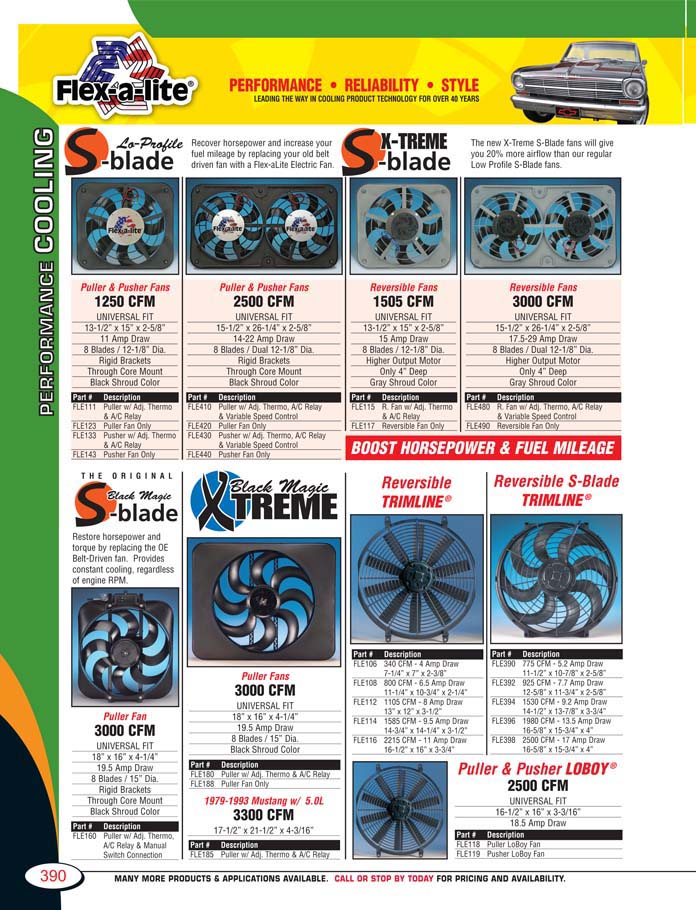 Flex-a-lite®
PERFORMANCE • RELIABILITY • STYLE
LEADING THE WAY IN COOLING PRODUCT TECHNOLOGY FOR OVER 40 YEARS
PERFORMANCE COOLING
Lo-Profile
S-blade
Recover horsepower and increase your
fuel mileage by replacing your old belt
driven fan with a Flex-aLite Electric Fan.
X-TREME
S-blade
The new X-Treme S-Blade fans will give
you 20% more airflow than our regular
Low Profile S-Blade fans.
Flex-a-lite
Flex-a-lite
Flex-a-lite
Puller & Pusher Fans
1250 CFM
UNIVERSAL FIT
13-1/2" x 15" x 2-5/8"
11 Amp Draw
8 Blades / 12-1/8" Dia.
Rigid Brackets
Through Core Mount
Black Shroud Color
Part # Description
FLE111 Puller w/ Adj. Thermo
& A/C Relay
FLE123 Puller Fan Only
FLE133 Pusher w/ Adj. Thermo
& A/C Relay
FLE143 Pusher Fan Only
Puller & Pusher Fans
2500 CFM
UNIVERSAL FIT
15-1/2" x 26-1/4" x 2-5/8"
14-22 Amp Draw
8 Blades / Dual 12-1/8" Dia.
Rigid Brackets
Through Core Mount
Black Shroud Color
Part # Description
FLE410 Puller w/ Adj. Thermo, A/C Relay
& Variable Speed Control
FLE420 Puller Fan Only
FLE430 Pusher w/ Adj. Thermo, A/C Relay
& Variable Speed Control
FLE440 Pusher Fan Only
Reversible Fans
1505 CFM
UNIVERSAL FIT
13-1/2" x 15" x 2-5/8"
15 Amp Draw
8 Blades / 12-1/8" Dia.
Higher Output Motor
Only 4" Deep
Gray Shroud Color
Part # Description
FLE115 R. Fan w/ Adj. Thermo
& A/C Relay
FLE117 Reversible Fan Only
Reversible Fans
3000 CFM
UNIVERSAL FIT
15-1/2" x 26-1/4" x 2-5/8"
17.5-29 Amp Draw
8 Blades / Dual 12-1/8" Dia.
Higher Output Motor
Only 4" Deep
Gray Shroud Color
Part # Description
FLE480 R. Fan w/ Adj. Thermo, A/C Relay
& Variable Speed Control
FLE490 Reversible Fan Only
BOOST HORSEPOWER & FUEL MILEAGE
THE ORIGINAL
Black Magic
S-blade
Restore horsepower and
torque by replacing the OE
Belt-Driven fan. Provides
constant cooling, regardless
of engine RPM.
Puller Fan
3000 CFM
UNIVERSAL FIT
18" x 16" x 4-1/4"
19.5 Amp Draw
8 Blades / 15" Dia.
Rigid Brackets
Through Core Mount
Black Shroud Color
Part # Description
FLE160 Puller w/ Adj. Thermo,
A/C Relay & Manual
Switch Connection
Black Magic
XTREME
Puller Fans
3000 CFM
UNIVERSAL FIT
18" x 16" x 4-1/4"
19.5 Amp Draw
8 Blades / 15" Dia.
Black Shroud Color
Part # Description
FLE180 Puller w/ Adj. Thermo & A/C Relay
FLE188 Puller Fan Only
1979-1993 Mustang w/ 5.0L
3300 CFM
17-1/2" x 21-1/2" x 4-3/16"
Part # Description
FLE185 Puller w/ Adj. Thermo & A/C Relay
Reversible
TRIMLINE®
Part # Description
FLE106 340 CFM - 4 Amp Draw
7-1/4" x 7" x 2-3/8"
FLE108 800 CFM - 6.5 Amp Draw
11-1/4" x 10-3/4" x 2-1/4"
FLE112 1105 CFM - 8 Amp Draw
13" x 12" x 3-1/2"
FLE114 1585 CFM - 9.5 Amp Draw
14-3/4" x 14-1/4" x 3-1/2"
FLE116 2215 CFM - 11 Amp Draw
16-1/2" x 16" x 3-3/4"
Reversible S-Blade
TRIMLINE®
Part # Description
FLE390 775 CFM - 5.2 Amp Draw
11-1/2" x 10-7/8" x 2-5/8"
FLE392 925 CFM - 7.7 Amp Draw
12-5/8" x 11-3/4" x 2-5/8"
FLE394 1530 CFM - 9.2 Amp Draw
14-1/2" x 13-7/8" x 3-3/4"
FLE396 1980 CFM - 13.5 Amp Draw
16-5/8" x 15-3/4" x 4"
FLE398 2500 CFM - 17 Amp Draw
16-5/8" x 15-3/4" x 4"
Puller & Pusher LOBOY®
2500 CFM
UNIVERSAL FIT
16-1/2" x 16" x 3-3/16"
18.5 Amp Draw
Part # Description
FLE118 Puller LoBoy Fan
FLE119 Pusher LoBoy Fan
390
MANY MORE PRODUCTS & APPLICATIONS AVAILABLE. CALL OR STOP BY TODAY FOR PRICING AND AVAILABILITY.